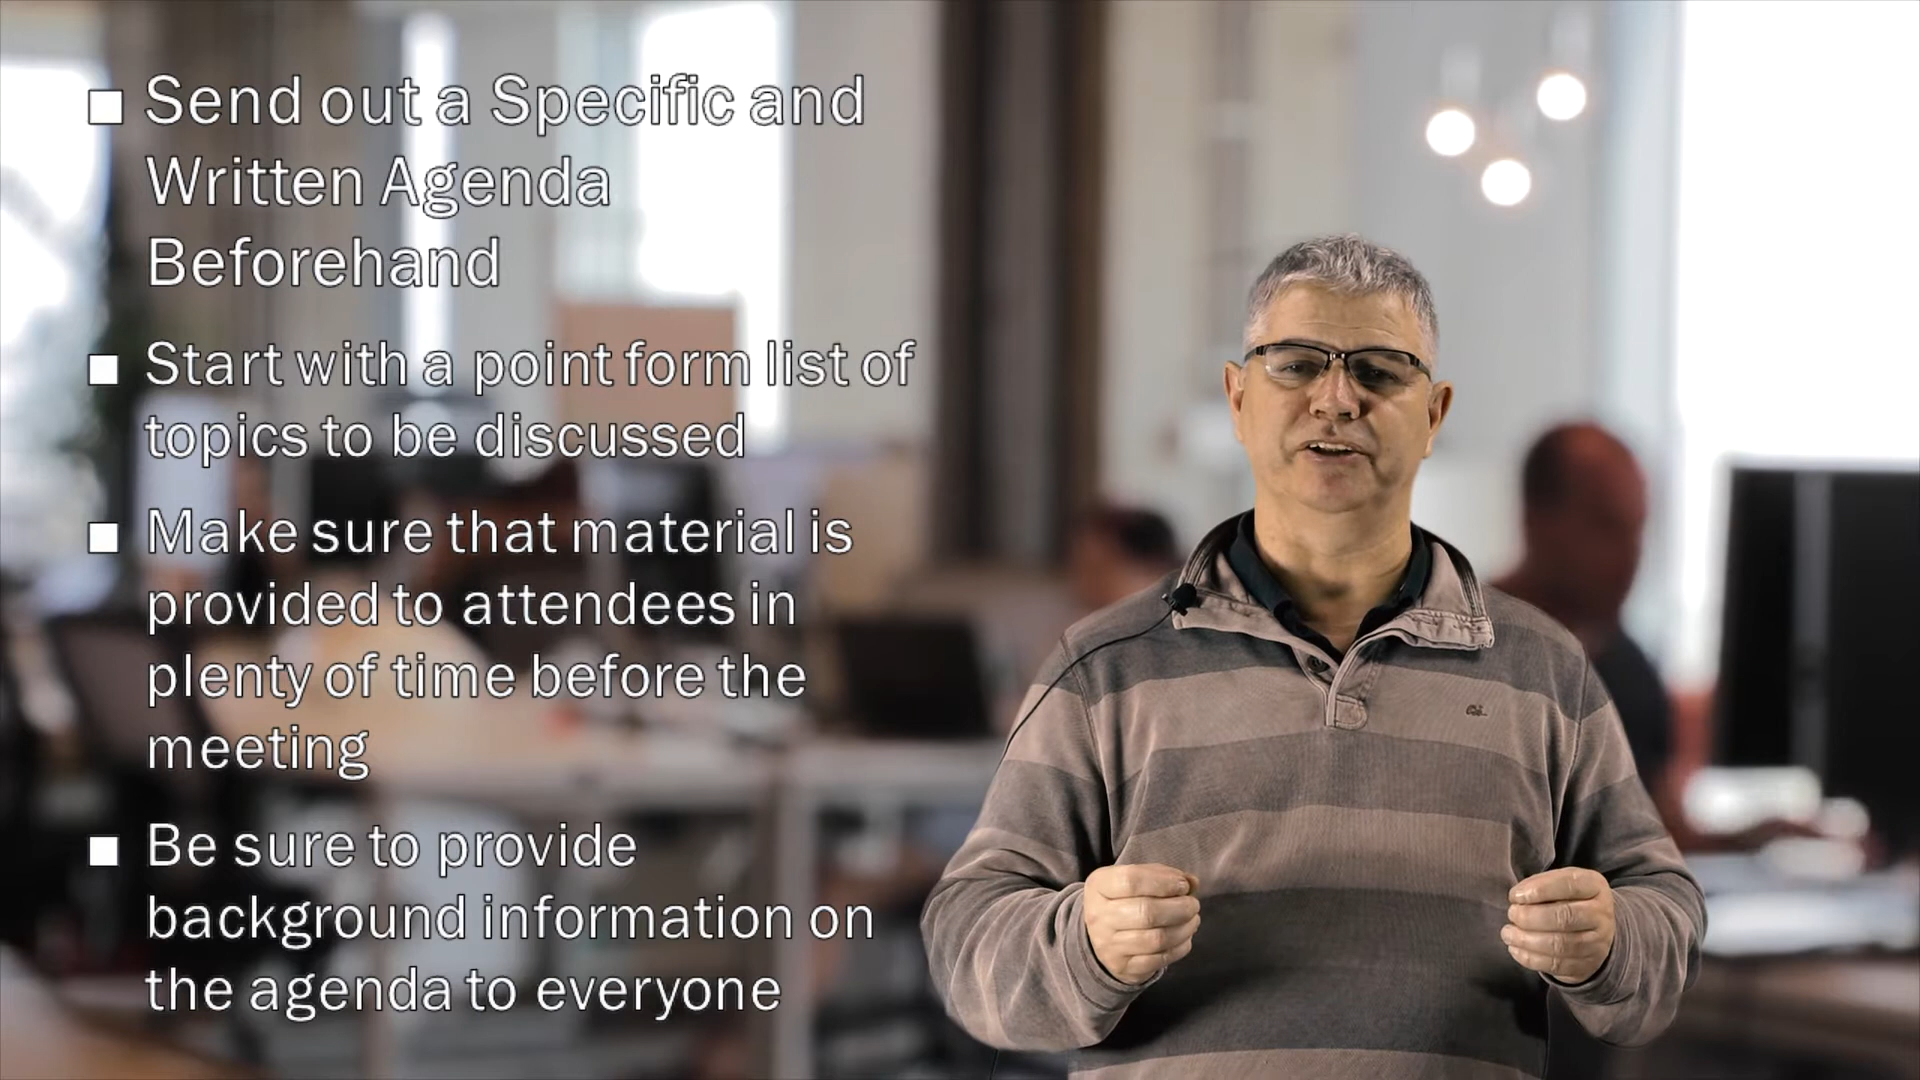 Send out a Specific and
Written Agenda
Beforehand
Start with a point form list of
topics to be discussed
Make sure that material is
provided to attendees in
plenty of time before the
meeting
Be sure to provide
background information on
the agenda to everyone